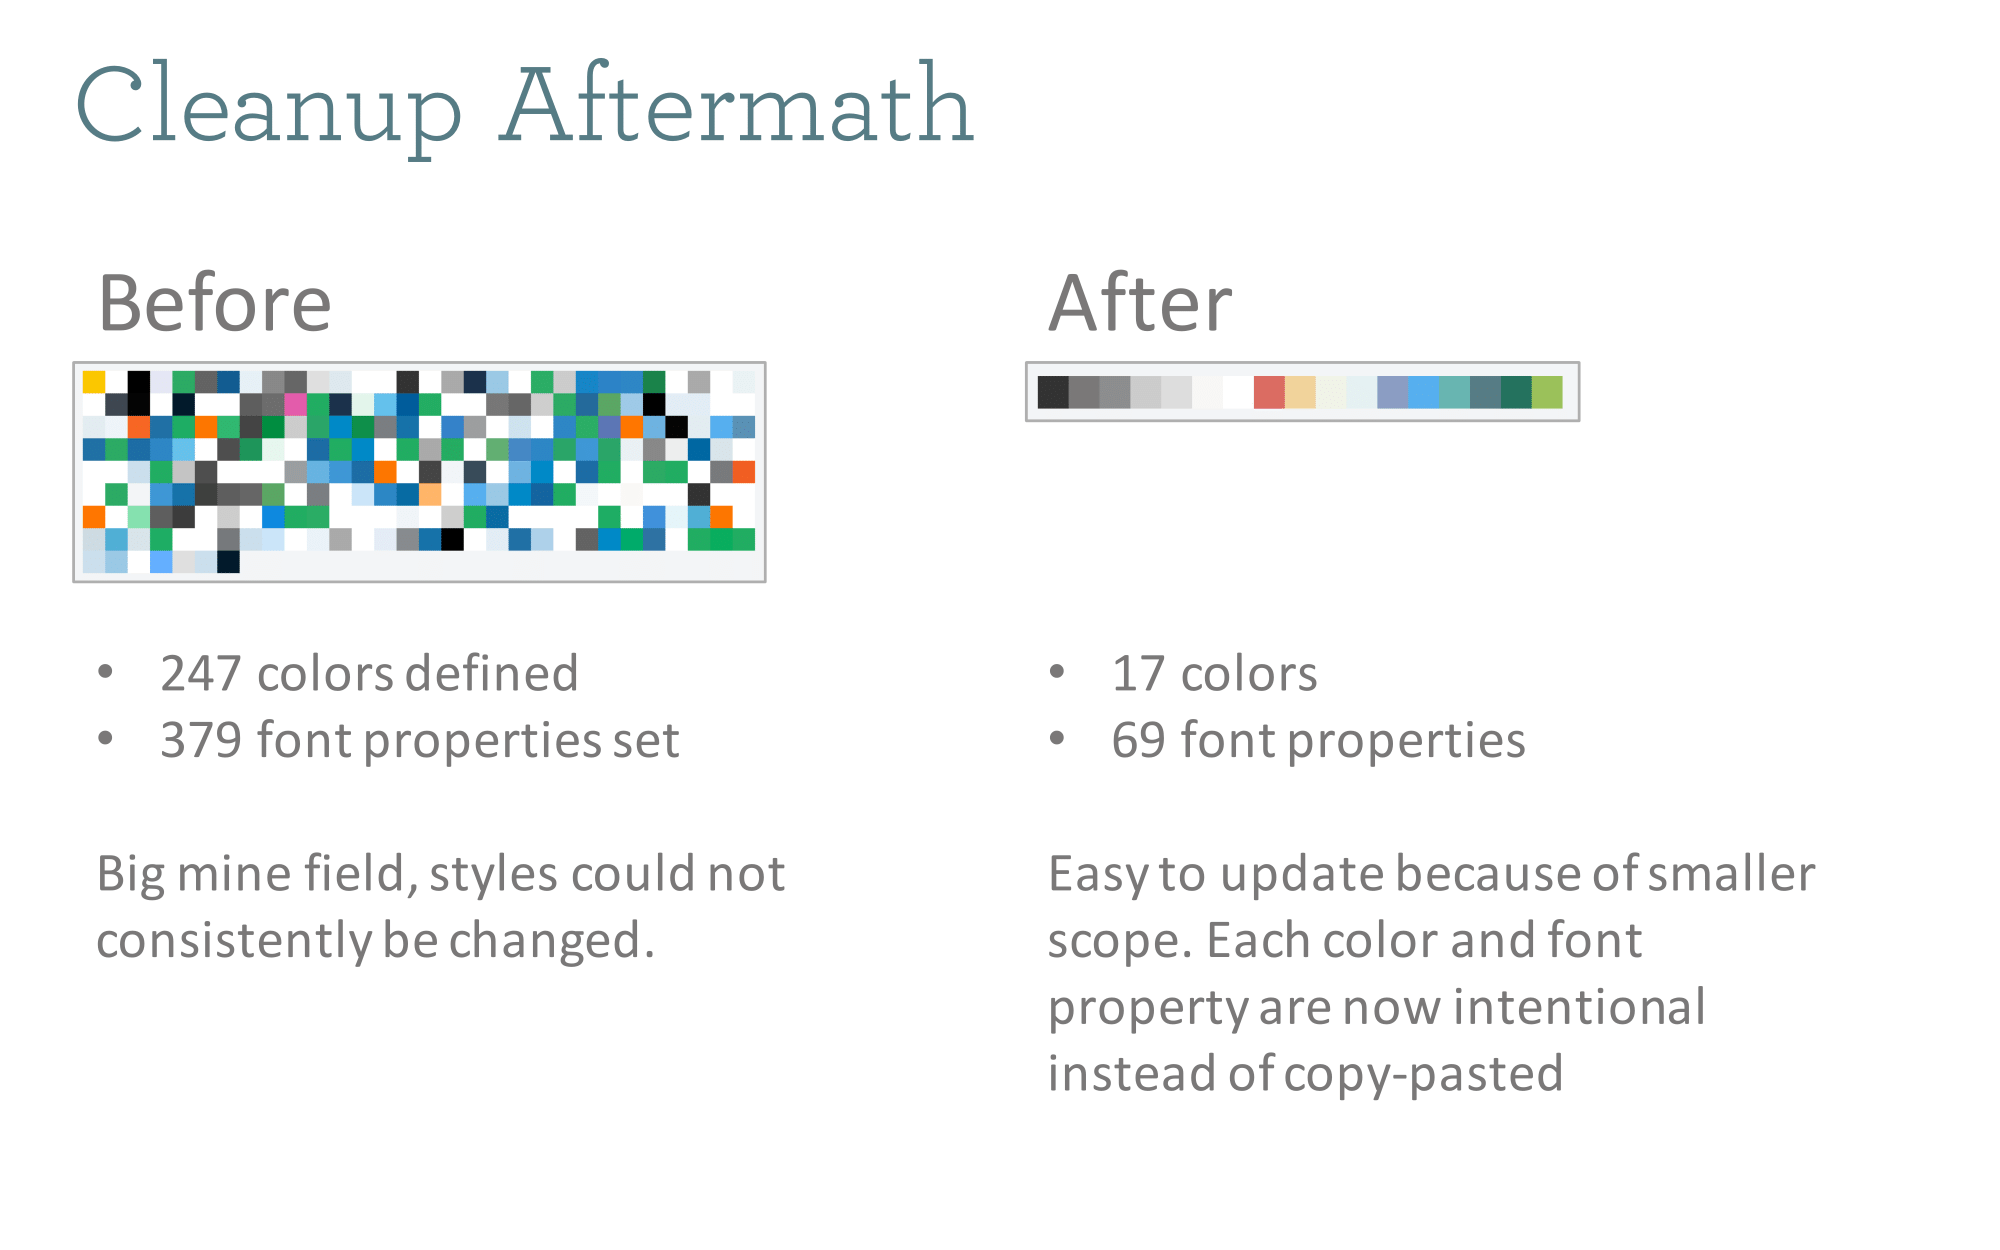 Cleanup Aftermath
Before
• 247 colors defined
• 379 font properties set
Big mine field, styles could not
consistently be changed.
After
• 17 colors
• 69 font properties
Easy to update because of smaller
scope. Each color and font
property are now intentional
instead of copy-pasted